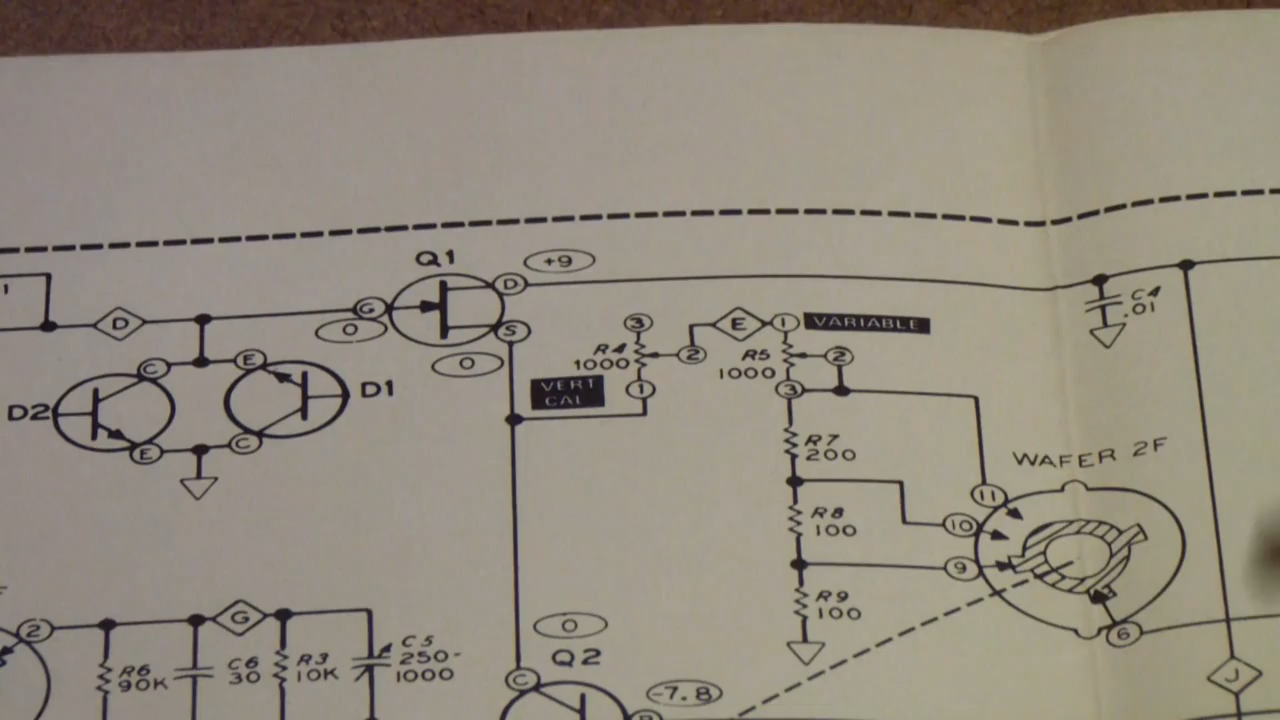 Q1
+9
D
G
D
0
S
0
C
E
D2
D1
E
C
3
R4
1000
2
1
VERT
CAL
E
1
VARIABLE
R5
1000
2
3
R7
200
R8
100
R9
100
C4
.01
WAFER 2F
11
10
9
6
J
2
G
R6
90K
C6
30
R3
10K
C5
250-
1000
0
Q2
C
-7.8